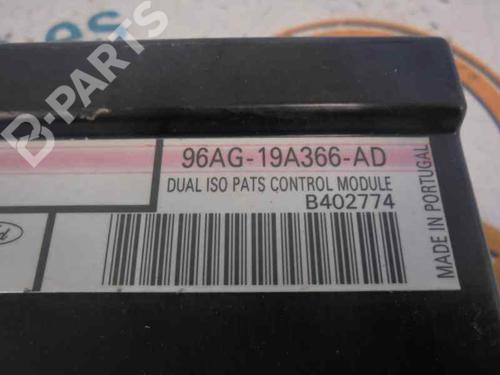 B-PARTS
96AG-19A366-AD
DUAL ISO PATS CONTROL MODULE
B402774
MADE IN PORTUGAL